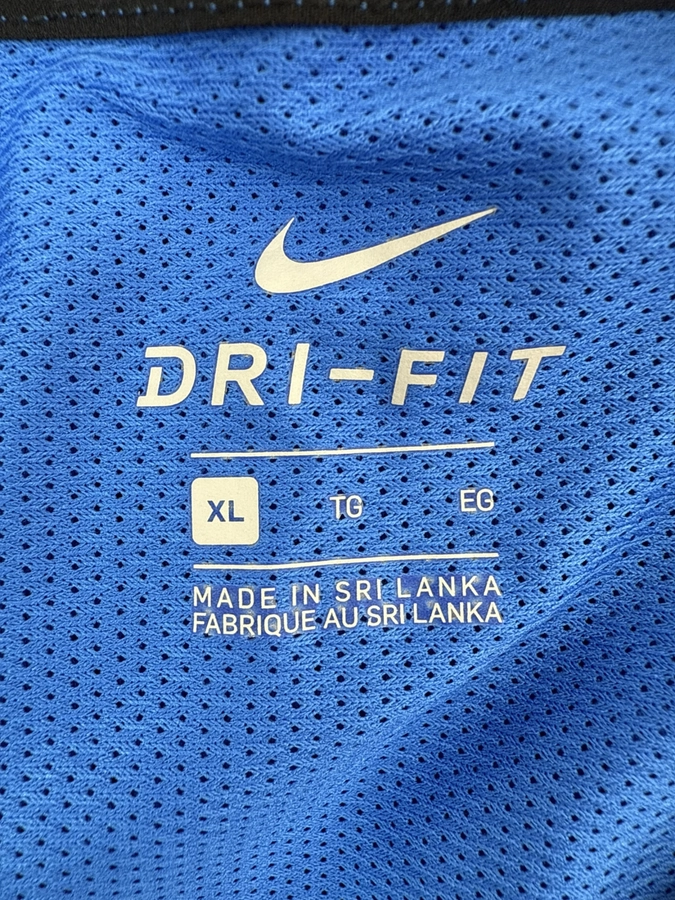 DRI-FIT
XL TG EG
MADE IN SRI LANKA
FABRIQUE AU SRI LANKA